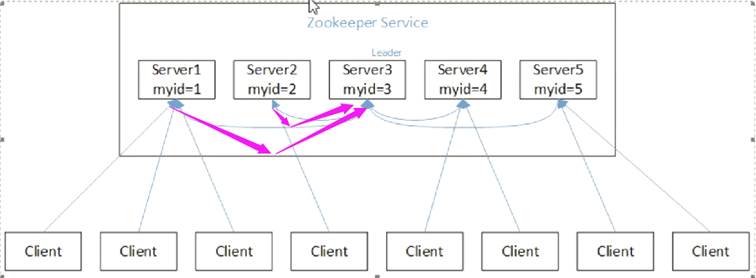 Zookeeper Service
Leader
Server1
myid=1
Server2
myid=2
Server3
myid=3
Server4
myid=4
Server5
myid=5
Client
Client
Client
Client
Client
Client
Client
Client